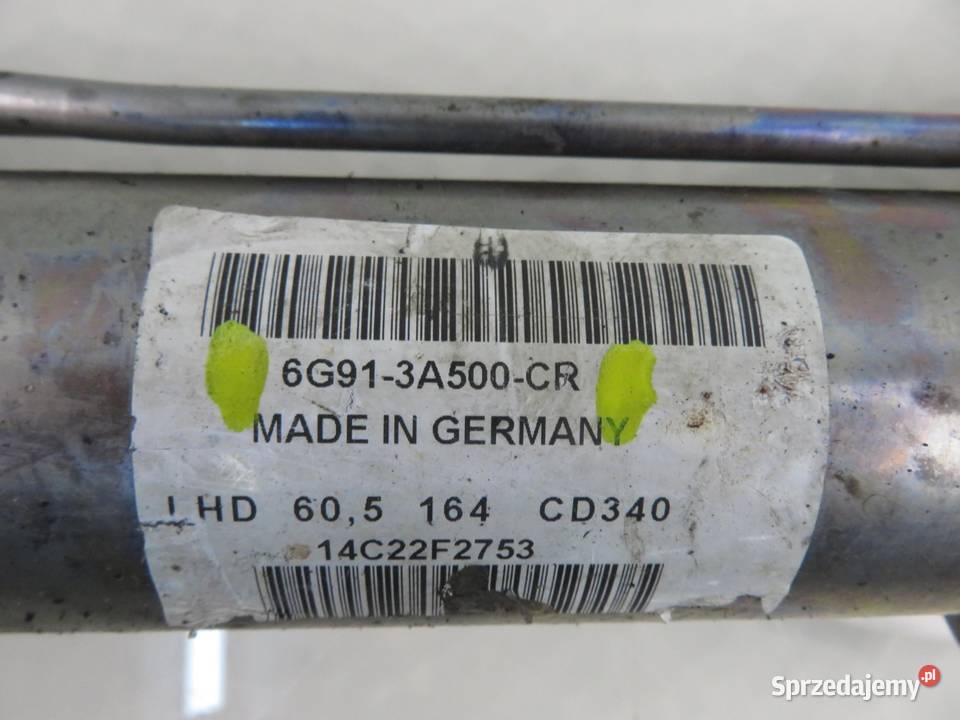 6G91-3A500-CR
MADE IN GERMANY
LHD 60,5 164 CD340
14C22F2753
Sprzedajemy.pl